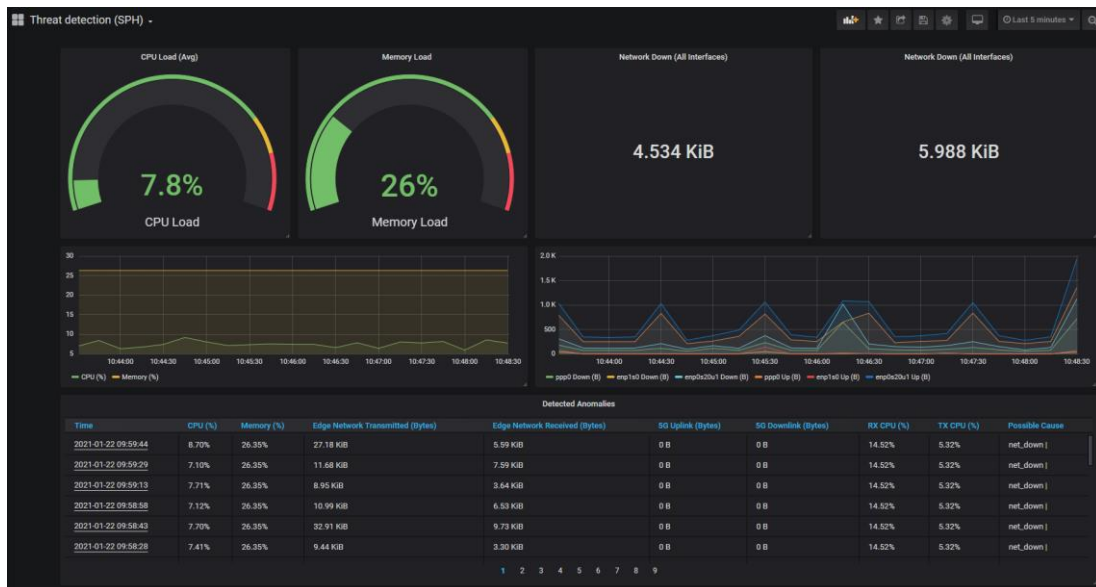 Threat detection (SPH)
Last 5 minutes
CPU Load (Avg)
7.8%
CPU Load
Memory Load
26%
Memory Load
Network Down (All Interfaces)
4.534 KiB
Network Down (All Interfaces)
5.988 KiB
30
25
20
15
10
5
10:44:00 10:44:30 10:45:00 10:45:30 10:46:00 10:46:30 10:47:00 10:47:30 10:48:00 10:48:30
CPU (%) Memory (%)
2.0 K
1.5 K
1.0 K
500
0
10:44:00 10:44:30 10:45:00 10:45:30 10:46:00 10:46:30 10:47:00 10:47:30 10:48:00 10:48:30
ppp0 Down (B) enp1s0 Down (B) enp0s20u1 Down (B) ppp0 Up (B) enp1s0 Up (B) enp0s20u1 Up (B)
Detected Anomalies
Time CPU (%) Memory (%) Edge Network Transmitted (Bytes) Edge Network Received (Bytes) 5G Uplink (Bytes) 5G Downlink (Bytes) RX CPU (%) TX CPU (%) Possible Cause
2021-01-22 09:59:44 8.70% 26.35% 27.18 KiB 5.59 KiB 0 B 0 B 14.52% 5.32% net_down |
2021-01-22 09:59:29 7.10% 26.35% 11.68 KiB 7.59 KiB 0 B 0 B 14.52% 5.32% net_down |
2021-01-22 09:59:13 7.71% 26.35% 8.95 KiB 3.64 KiB 0 B 0 B 14.52% 5.32% net_down |
2021-01-22 09:58:58 7.12% 26.35% 10.99 KiB 6.53 KiB 0 B 0 B 14.52% 5.32% net_down |
2021-01-22 09:58:43 7.70% 26.35% 32.91 KiB 9.73 KiB 0 B 0 B 14.52% 5.32% net_down |
2021-01-22 09:58:28 7.41% 26.35% 9.44 KiB 3.30 KiB 0 B 0 B 14.52% 5.32% net_down |
1 2 3 4 5 6 7 8 9